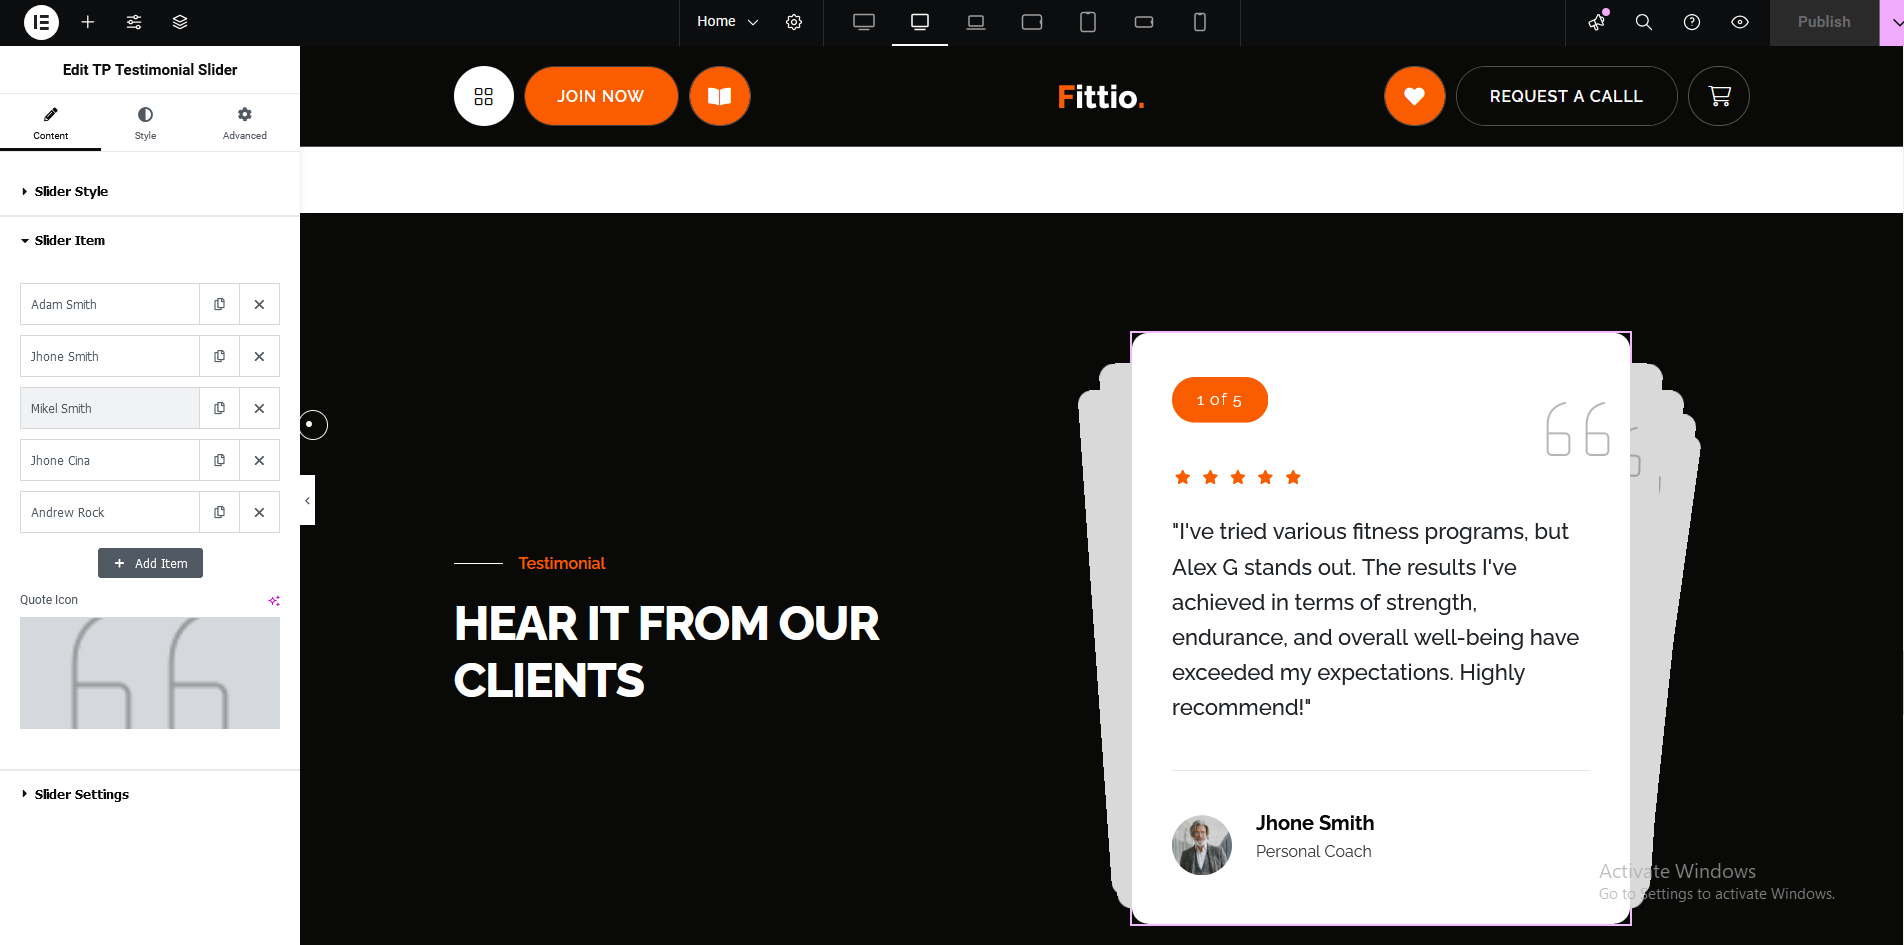 Home
Publish
Edit TP Testimonial Slider
Content
Style
Advanced
Slider Style
Slider Item
Adam Smith
Jhone Smith
Mikel Smith
Jhone Cina
Andrew Rock
+ Add Item
Quote Icon
Slider Settings
JOIN NOW
Fittio.
REQUEST A CALLL
Testimonial
HEAR IT FROM OUR
CLIENTS
1 of 5
"I've tried various fitness programs, but
Alex G stands out. The results I've
achieved in terms of strength,
endurance, and overall well-being have
exceeded my expectations. Highly
recommend!"
Jhone Smith
Personal Coach
Activate Windows
Go to Settings to activate Windows.